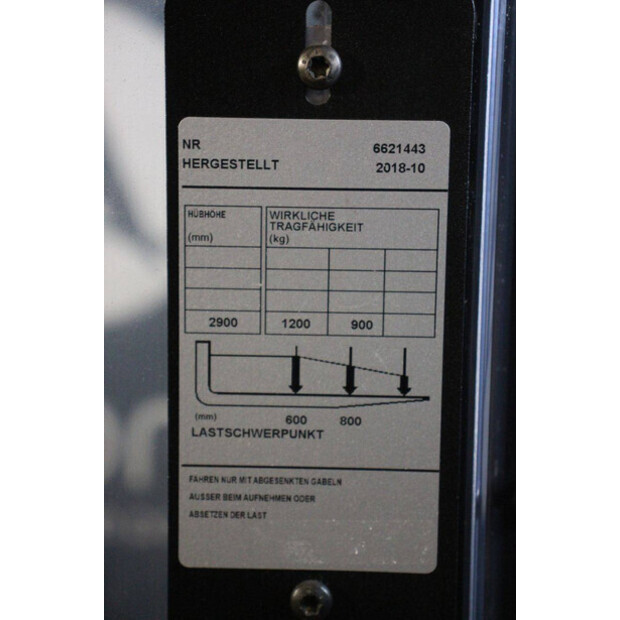 NR 6621443
HERGESTELLT 2018-10
HÜBHÖHE
(mm)
WIRKLICHE
TRAGFÄHIGKEIT
(kg)
2900 1200 900
(mm) 600 800
LASTSCHWERPUNKT
FAHREN NUR MIT ABGESENKTEN GABELN
AUSSER BEIM AUFNEHMEN ODER
ABSETZEN DER LAST